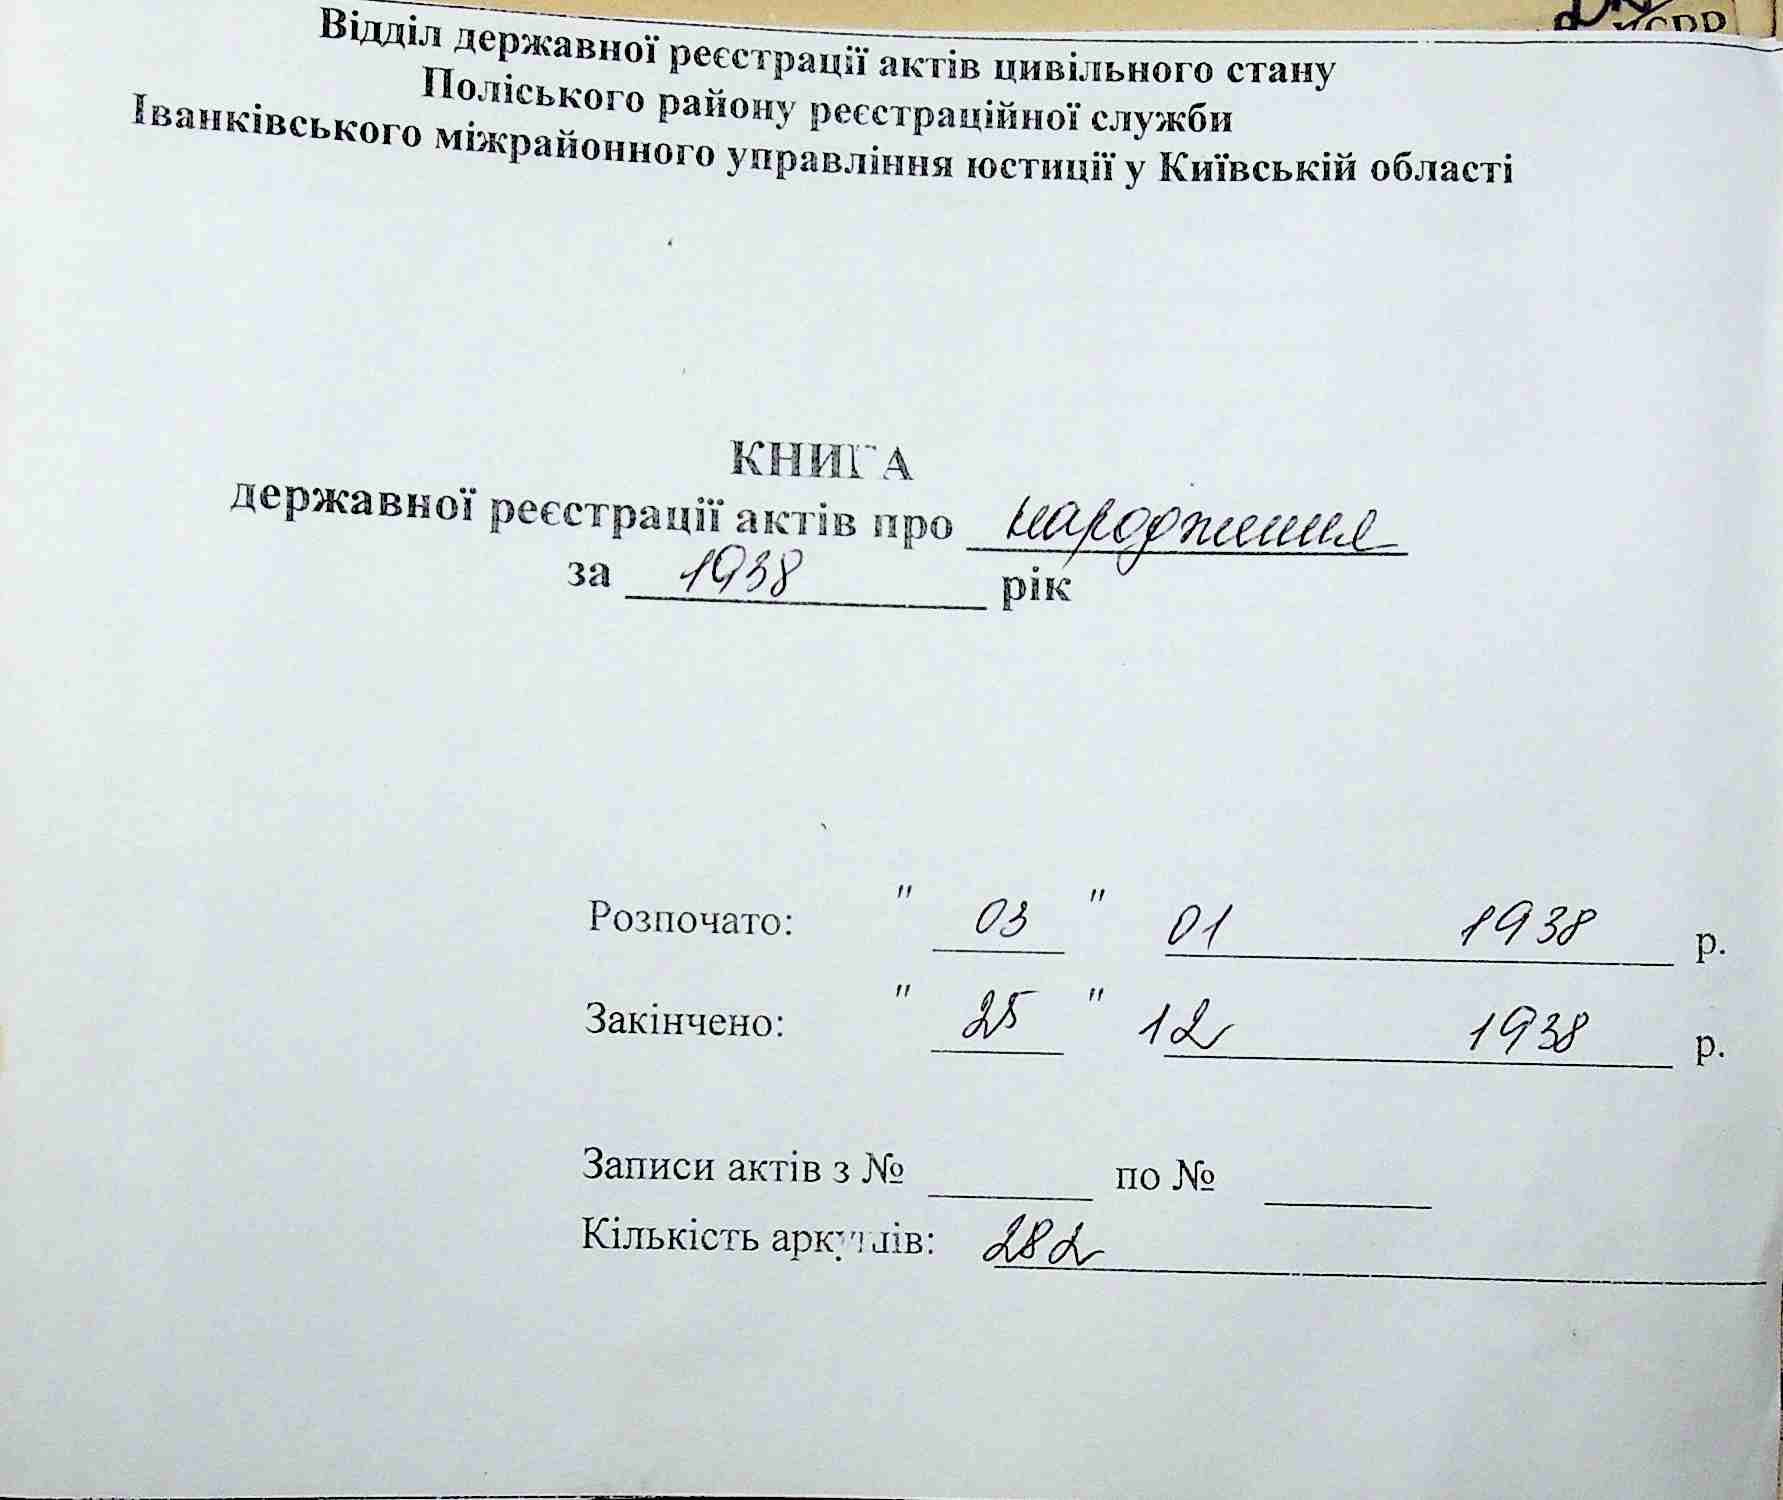 Відділ державної реєстрації актів цивільного стану
Поліського району реєстраційної служби
Іванківського міжрайонного управління юстиції у Київській області
КНИГА
державної реєстрації актів про народження
за 1938 рік
Розпочато: " 03 " 01 1938 р.
Закінчено: " 25 " 12 1938 р.
Записи актів з № ______ по № ______
Кількість аркушів: 282